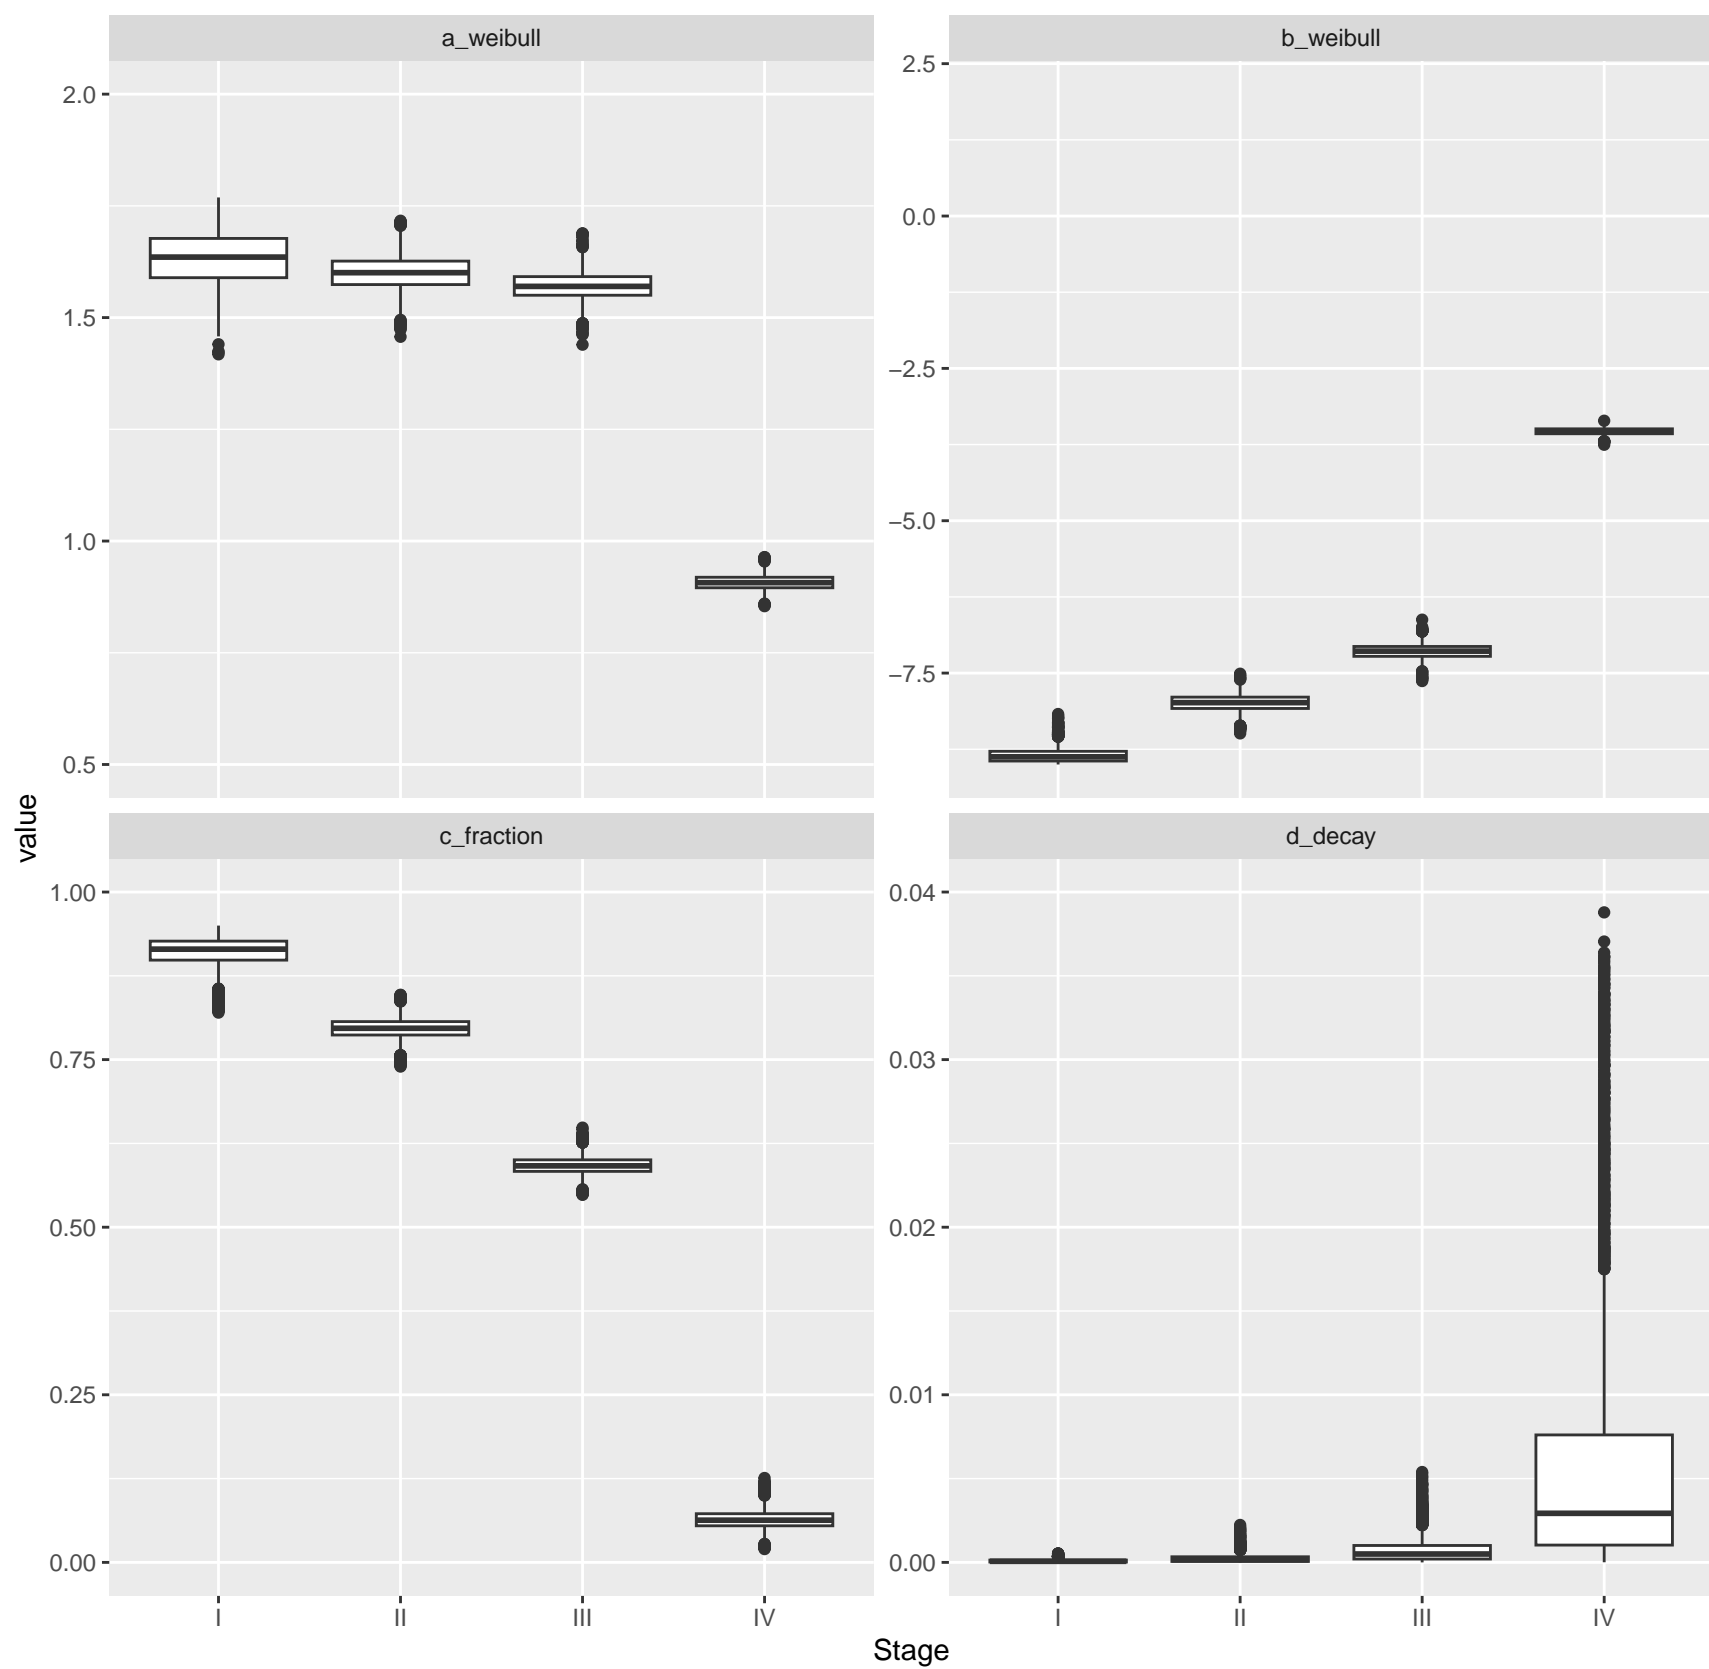 a_weibull
b_weibull
2.0
1.5
1.0
0.5
2.5
0.0
−2.5
−5.0
−7.5
value
c_fraction
d_decay
1.00
0.75
0.50
0.25
0.00
0.04
0.03
0.02
0.01
0.00
I II III IV
I II III IV
Stage